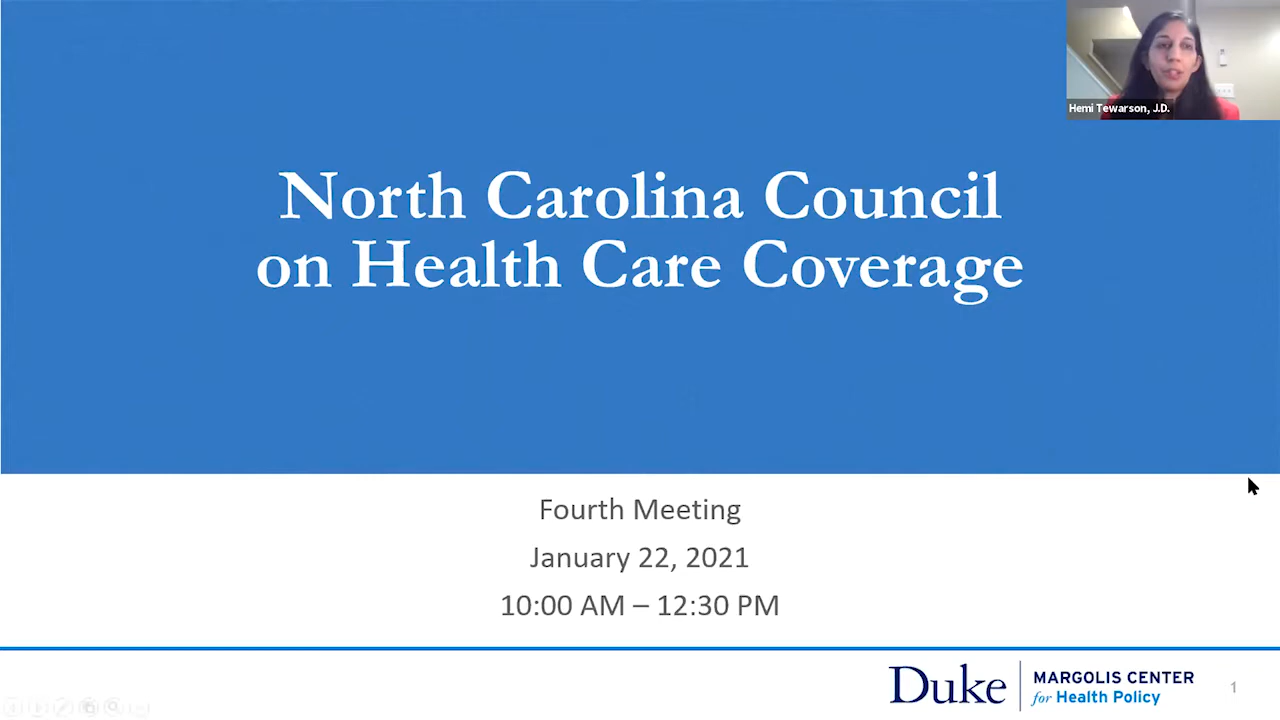 Hemi Tewarson, J.D.
North Carolina Council
on Health Care Coverage
Fourth Meeting
January 22, 2021
10:00 AM – 12:30 PM
Duke
MARGOLIS CENTER
for Health Policy
1